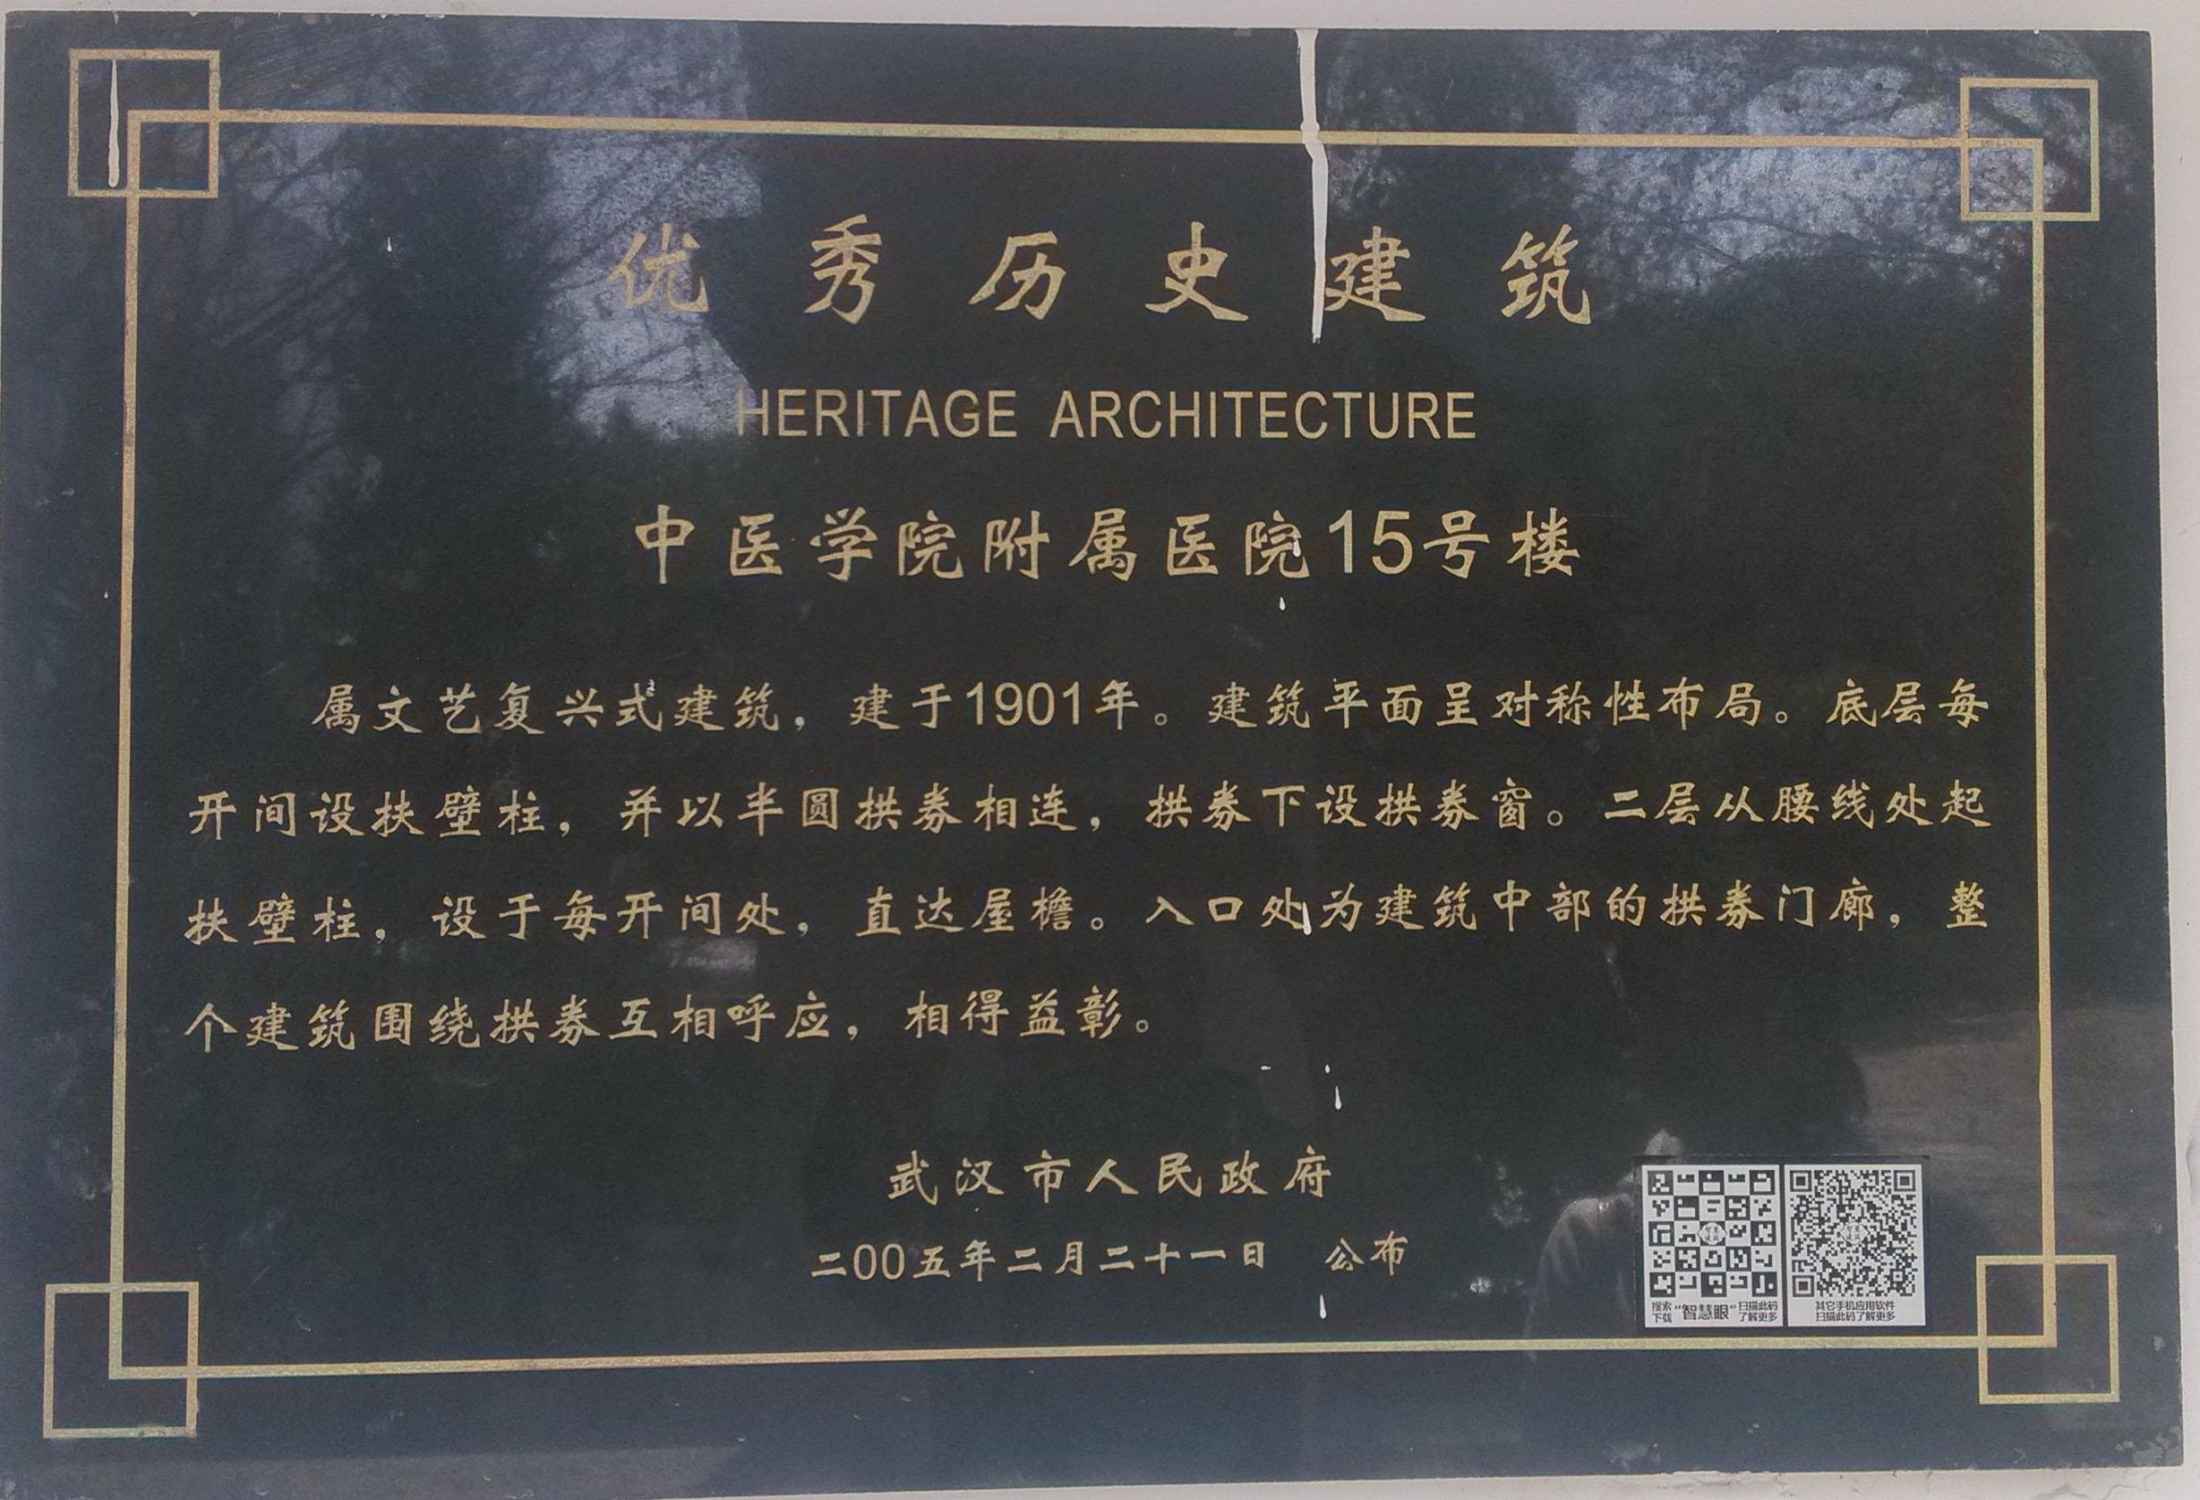 优秀历史建筑
HERITAGE ARCHITECTURE
中医学院附属医院15号楼
属文艺复兴式建筑，建于1901年。建筑平面呈对称性布局。底层每
开间设扶壁柱，并以半圆拱券相连，拱券下设拱券窗。二层从腰线处起
扶壁柱，设于每开间处，直达屋檐。入口处为建筑中部的拱券门廊，整
个建筑围绕拱券互相呼应，相得益彰。
武汉市人民政府
二00五年二月二十一日 公布
搜索 下载 “智慧眼” 扫描此码 了解更多
其它手机应用软件
扫描此码了解更多